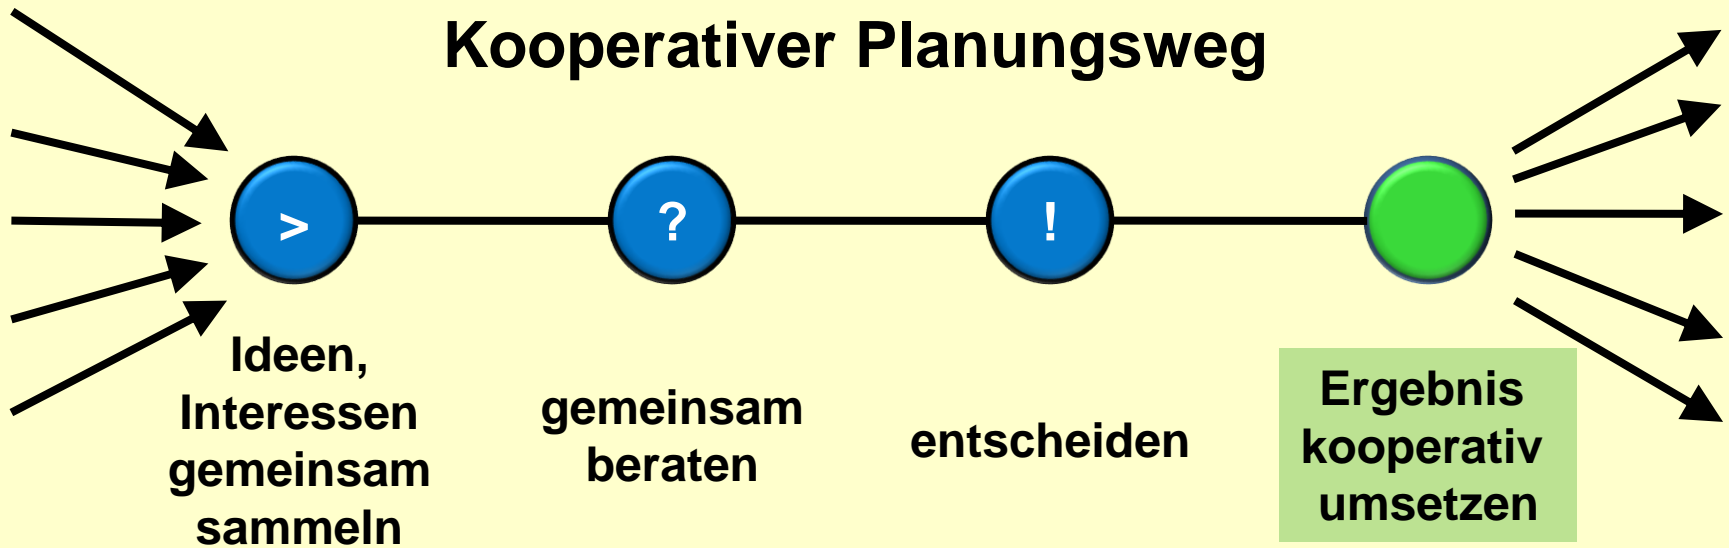 Kooperativer Planungsweg
>
?
!
Ideen,
Interessen
gemeinsam
sammeln
gemeinsam
beraten
entscheiden
Ergebnis
kooperativ
umsetzen